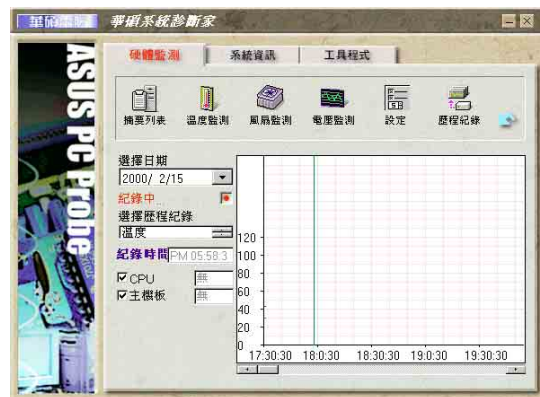 華碩系統診斷家
硬體監測 系統資訊 工具程式
ASUS PC Probe
摘要列表 溫度監測 風扇監測 電壓監測 設定 歷程紀錄
選擇日期
2000/ 2/15
紀錄中...
選擇歷程紀錄
溫度
紀錄時間 PM 05:58:3
CPU 無
主機板 無
120
100
80
60
40
20
0
17:30:30 18:0:30 18:30:30 19:0:30 19:30:30